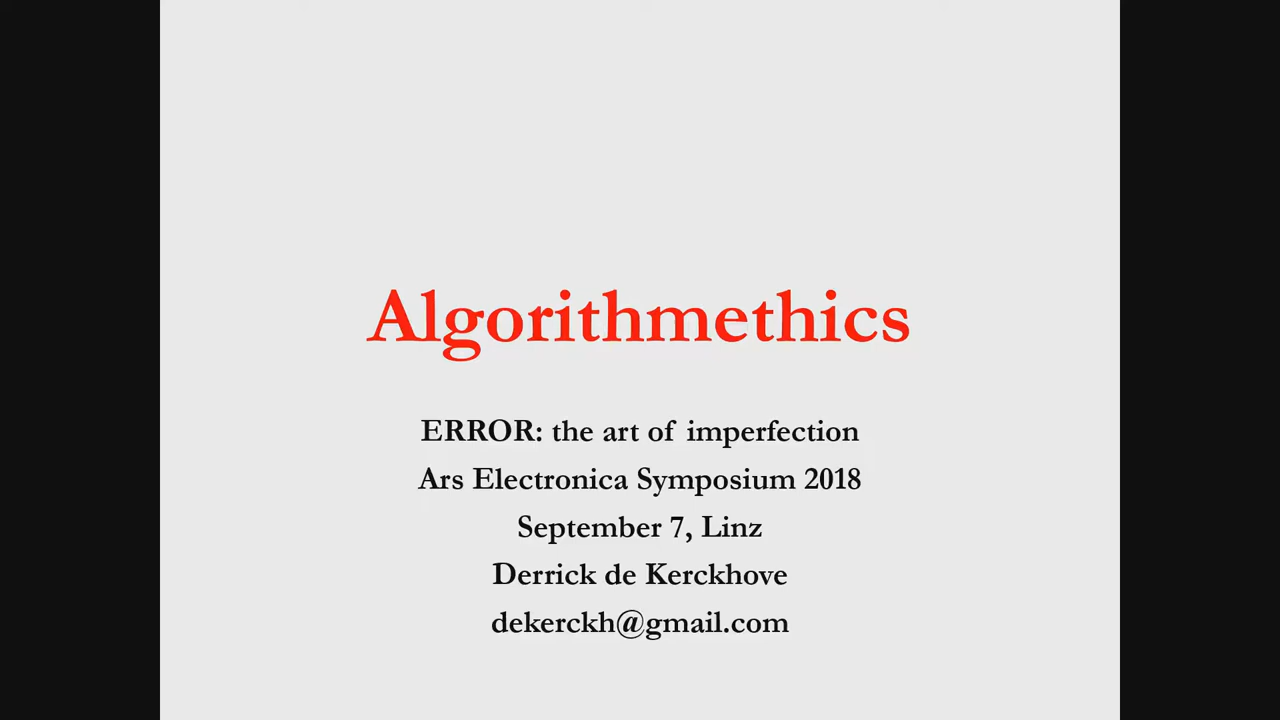 Algorithmethics
ERROR: the art of imperfection
Ars Electronica Symposium 2018
September 7, Linz
Derrick de Kerckhove
dekerckh@gmail.com